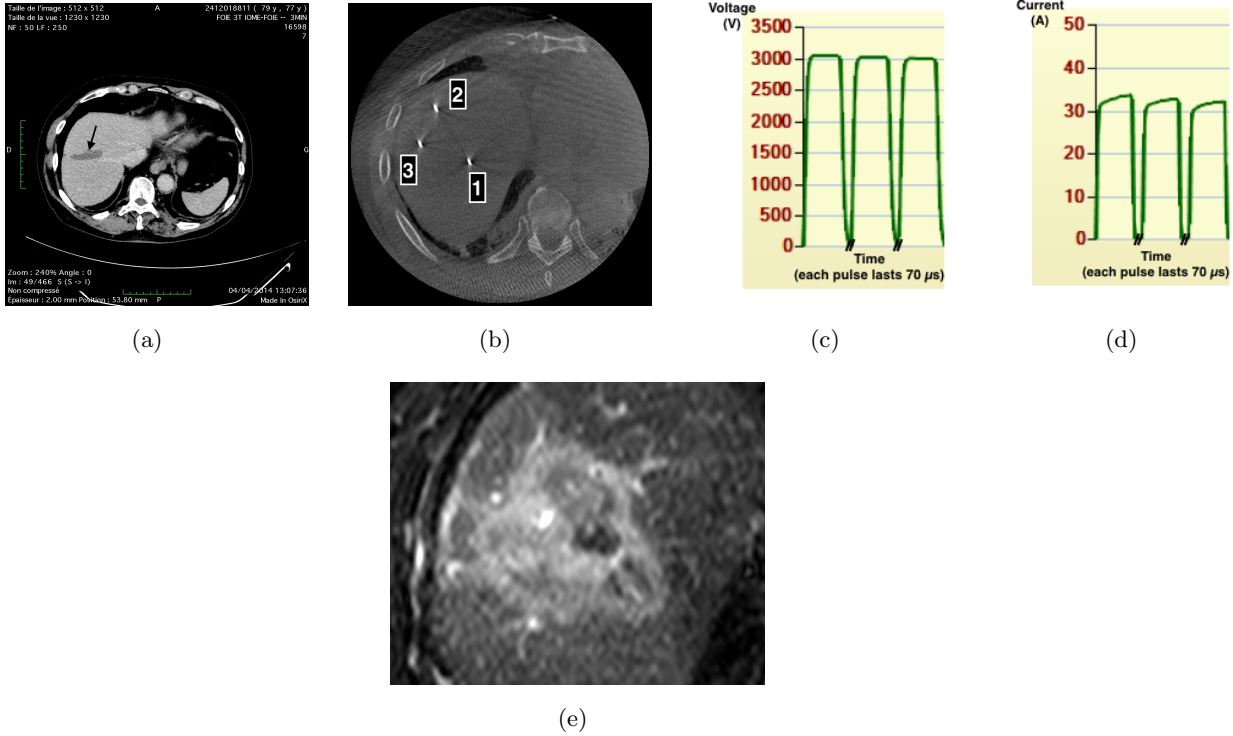 Taille de l'image : 512 x 512
Taille de la vue : 1230 x 1230
NF : 50 LF : 250
A
2412018811 ( 79 y , 77 y )
FOIE 3T IOME-FOIE -- 3MIN
16598
7
D
G
Zoom : 240% Angle : 0
Im : 49/466 S (S -> I)
Non compressé
Épaisseur : 2.00 mm Position : 53.80 mm
P
04/04/2014 13:07:36
Made In OsiriX
(a)
2
3
1
(b)
Voltage
(V)
3500
3000
2500
2000
1500
1000
500
0
Time
(each pulse lasts 70 µs)
(c)
Current
(A)
50
40
30
20
10
0
Time
(each pulse lasts 70 µs)
(d)
(e)